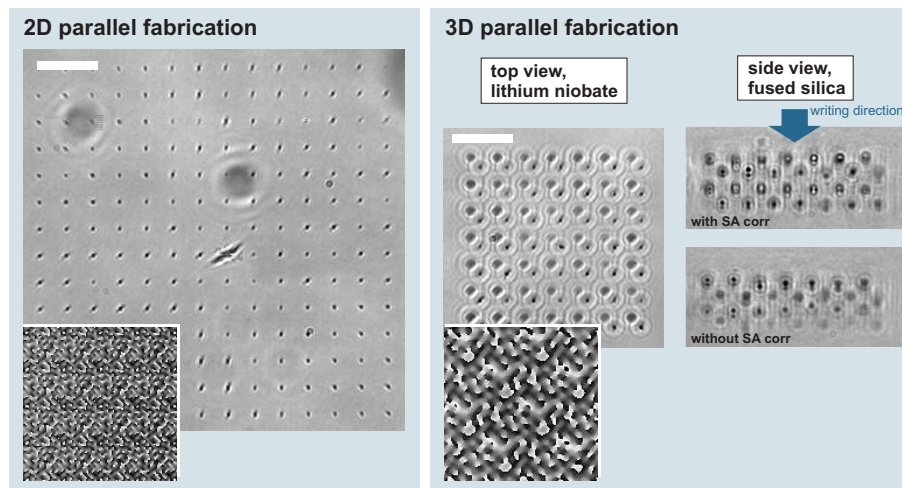 2D parallel fabrication
3D parallel fabrication
top view,
lithium niobate
side view,
fused silica
writing direction
with SA corr
without SA corr